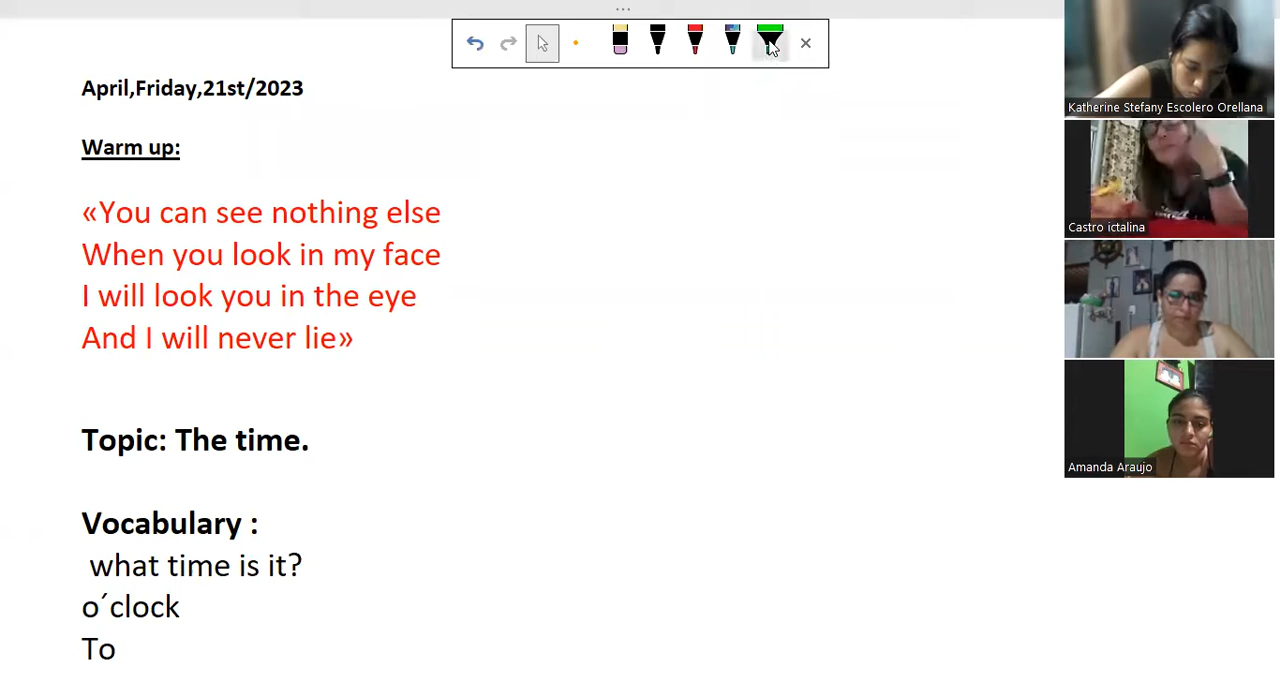 April,Friday,21st/2023
Warm up:
«You can see nothing else
When you look in my face
I will look you in the eye
And I will never lie»
Topic: The time.
Vocabulary :
what time is it?
o´clock
To
Katherine Stefany Escolero Orellana
Castro ictalina
Amanda Araujo